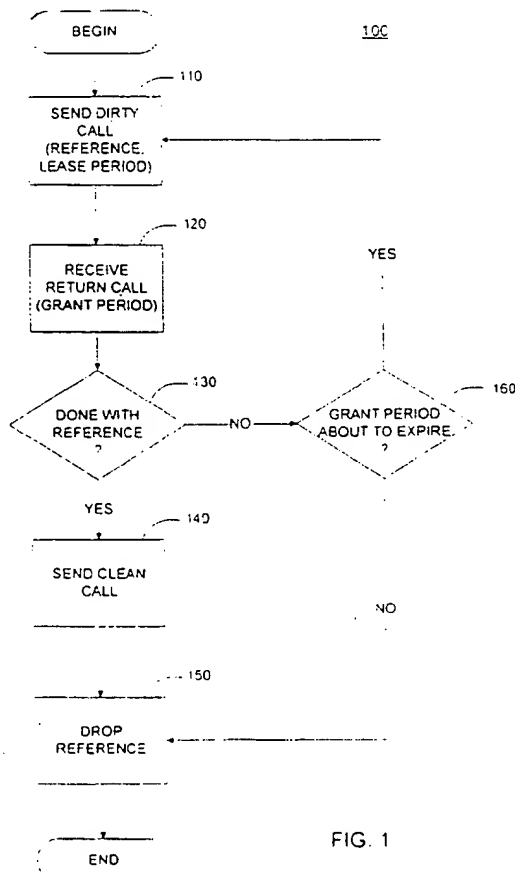 BEGIN
100
110
SEND DIRTY
CALL
(REFERENCE,
LEASE PERIOD)
120
RECEIVE
RETURN CALL
(GRANT PERIOD)
YES
130
DONE WITH
REFERENCE
?
NO
160
GRANT PERIOD
ABOUT TO EXPIRE
?
YES
140
SEND CLEAN
CALL
NO
150
DROP
REFERENCE
END
FIG. 1